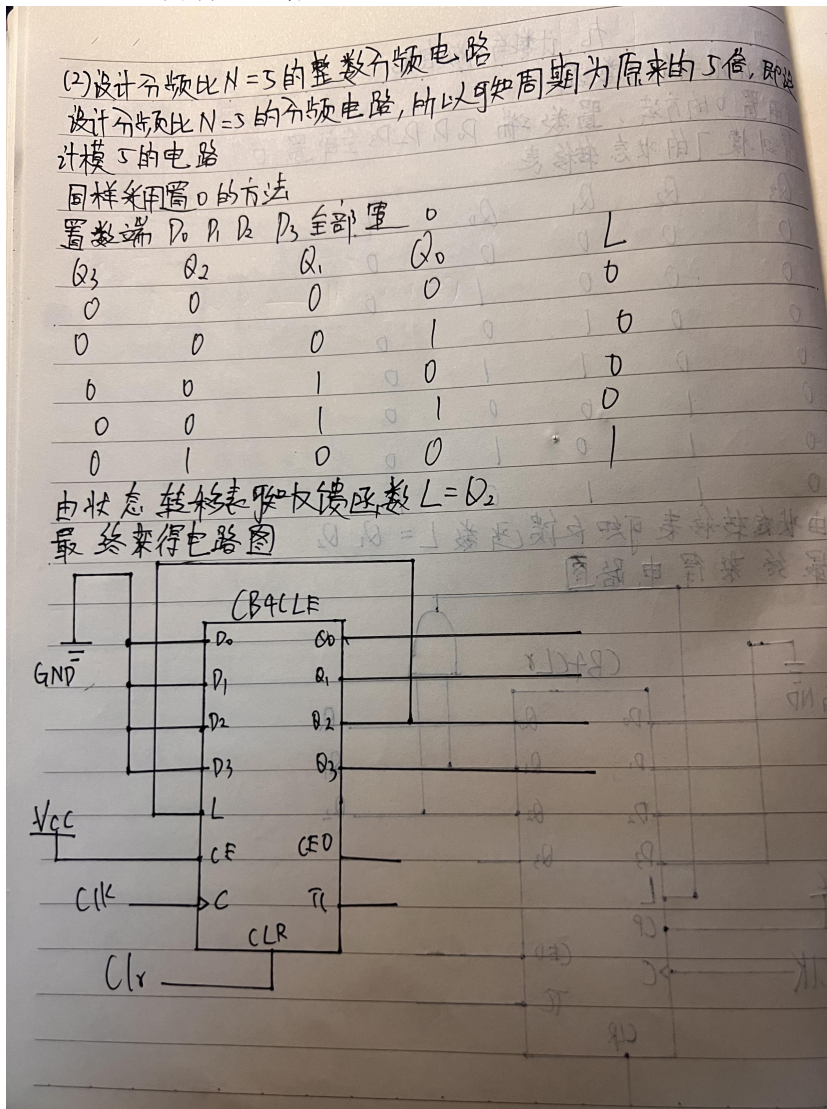 (2)设计分频比N=5的整数分频电路
设计分频比N=5的分频电路,所以可知周期为原来的5倍,即设
计模5的电路
同样采用置0的方法
置数端 D0 D1 D2 D3 全部置 0
Q3 Q2 Q1 Q0 L
0 0 0 0 0
0 0 0 1 0
0 0 1 0 0
0 0 1 1 0
0 1 0 0 1
由状态转移表可知反馈函数L=Q2
最终来得电路图
CB4CLE
GND
D0 Q0
D1 Q1
D2 Q2
D3 Q3
L
VCC
CE CEO
Clk C TC
CLR
Clr